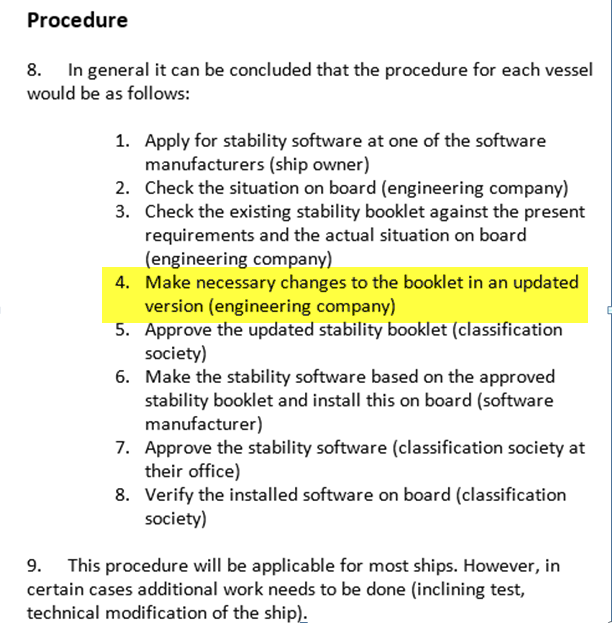 Procedure
8. In general it can be concluded that the procedure for each vessel
would be as follows:
1. Apply for stability software at one of the software
manufacturers (ship owner)
2. Check the situation on board (engineering company)
3. Check the existing stability booklet against the present
requirements and the actual situation on board
(engineering company)
4. Make necessary changes to the booklet in an updated
version (engineering company)
5. Approve the updated stability booklet (classification
society)
6. Make the stability software based on the approved
stability booklet and install this on board (software
manufacturer)
7. Approve the stability software (classification society at
their office)
8. Verify the installed software on board (classification
society)
9. This procedure will be applicable for most ships. However, in
certain cases additional work needs to be done (inclining test,
technical modification of the ship).